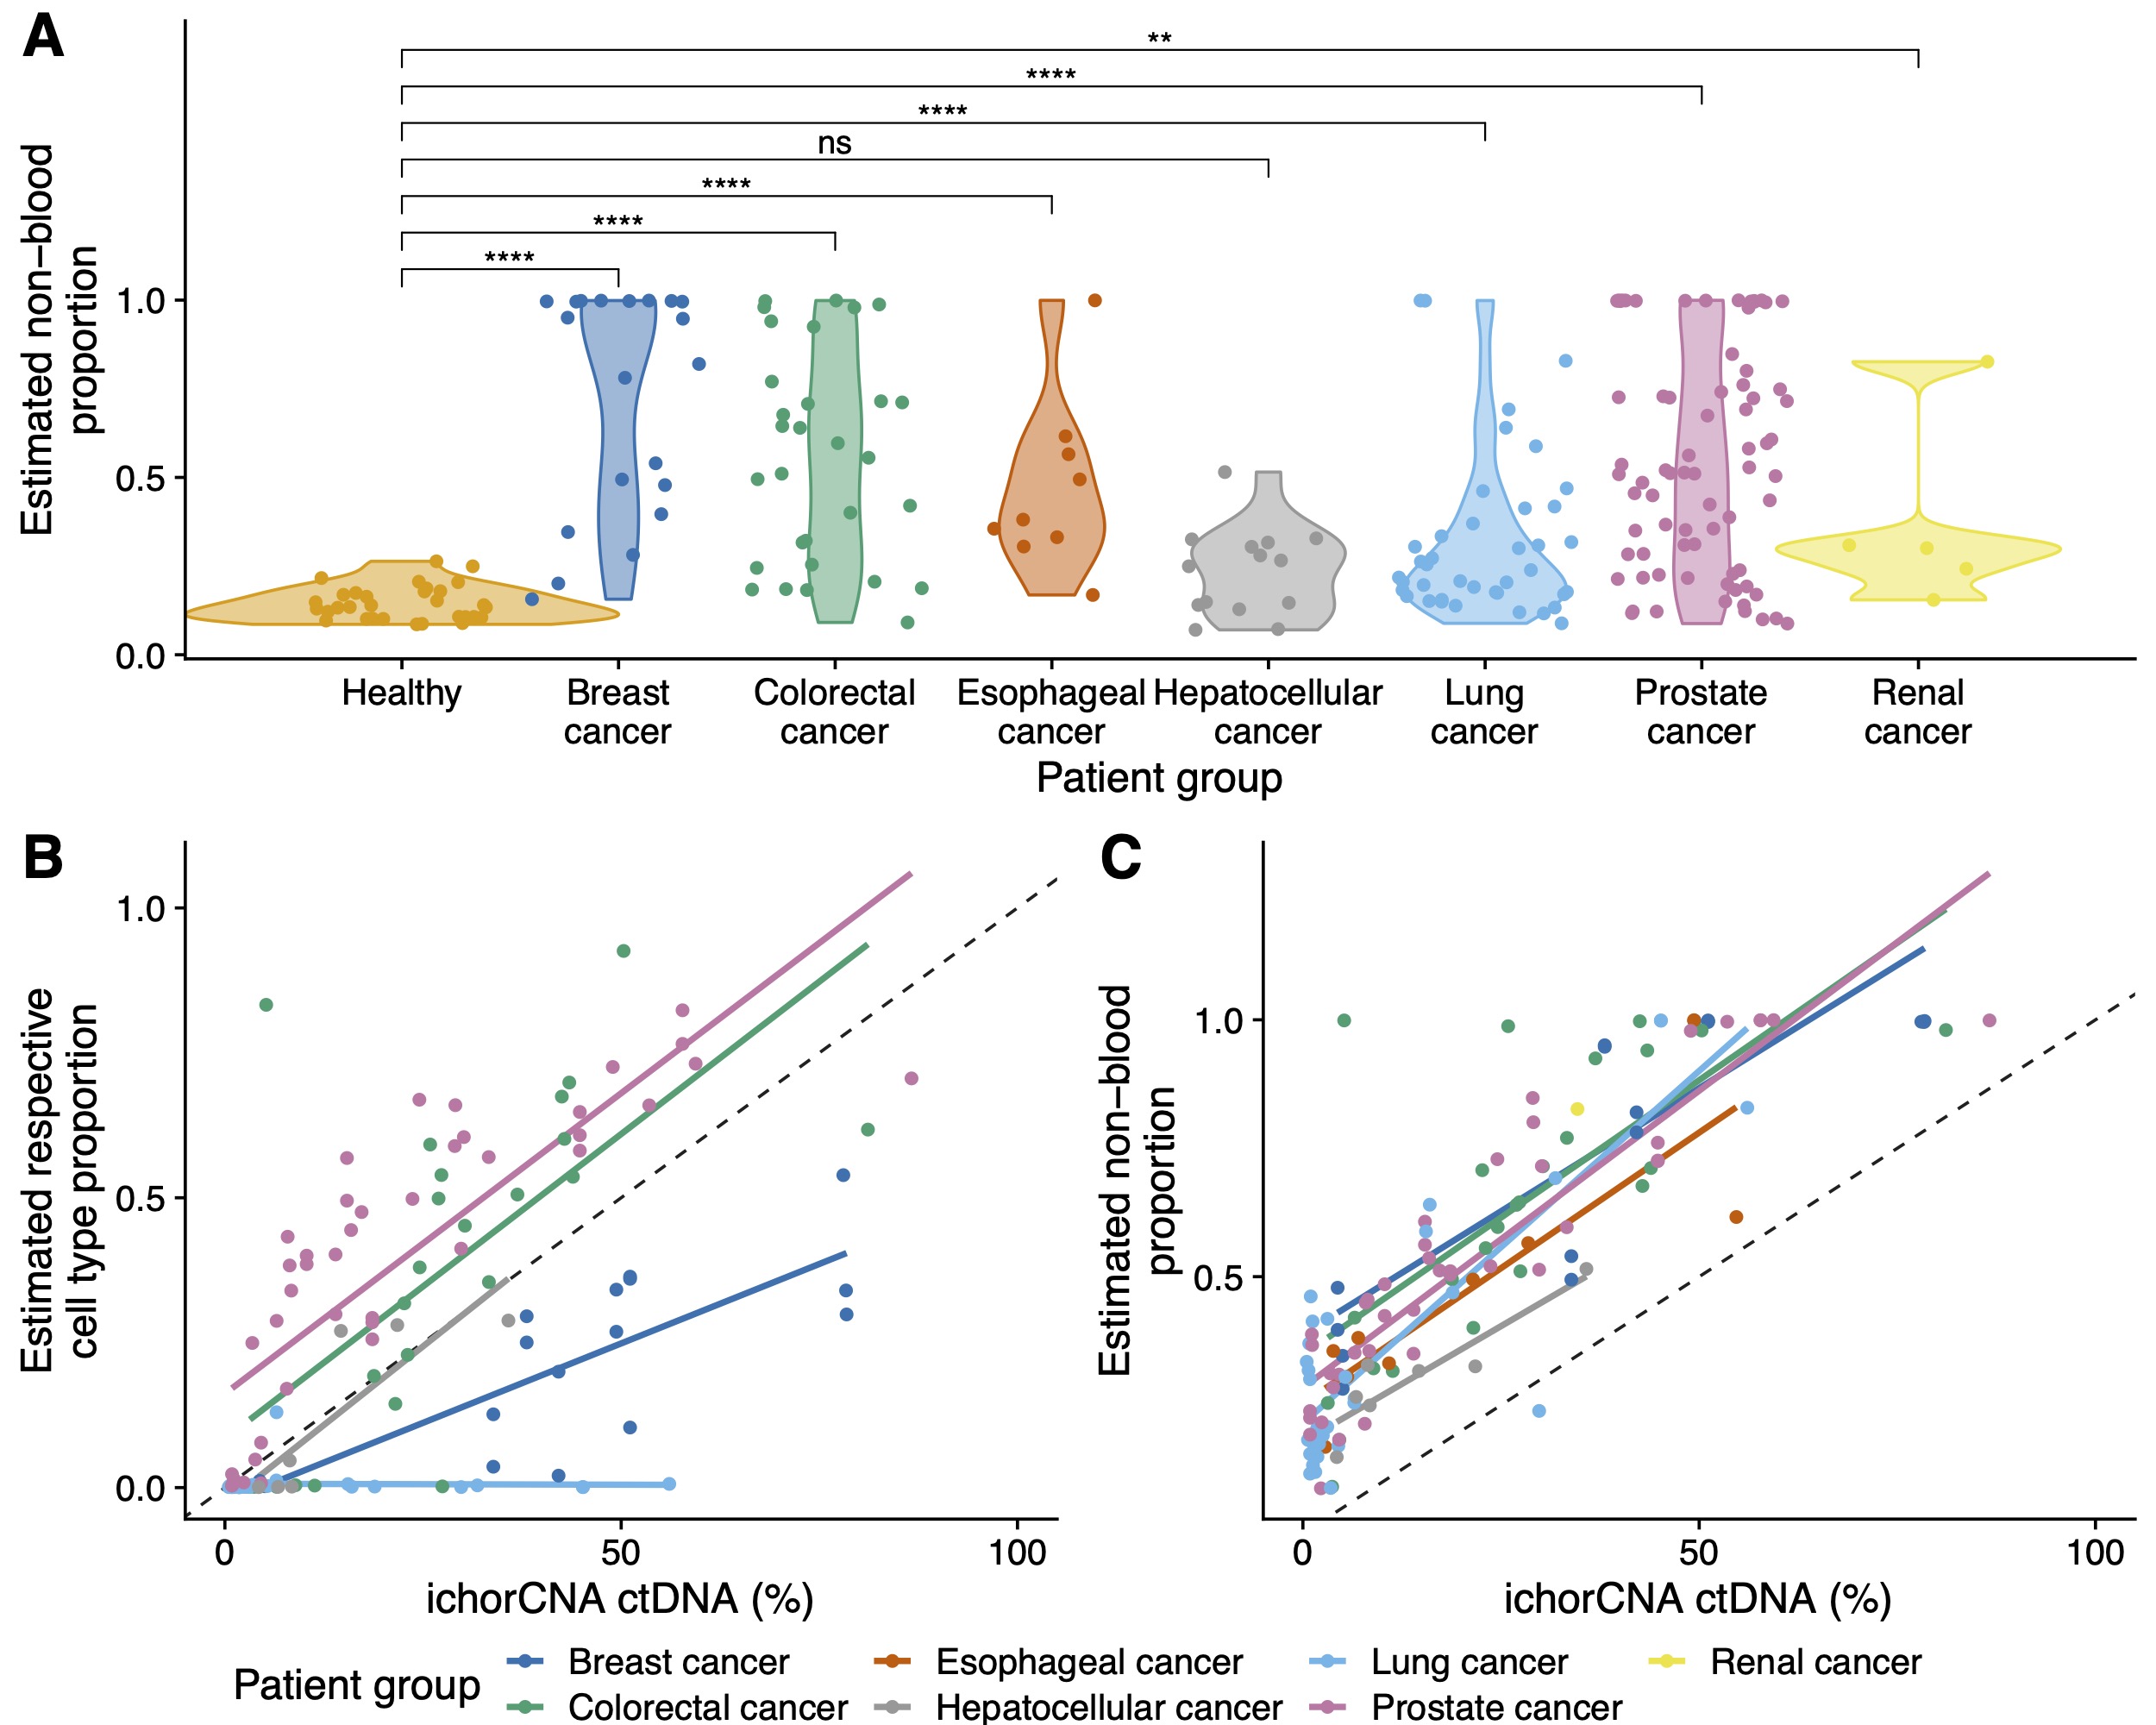 A
**
****
****
ns
****
****
****
Estimated non−blood
proportion
1.0
0.5
0.0
Healthy
Breast
cancer
Colorectal
cancer
Esophageal
cancer
Hepatocellular
cancer
Lung
cancer
Prostate
cancer
Renal
cancer
Patient group
B
Estimated respective
cell type proportion
1.0
0.5
0.0
0
50
100
ichorCNA ctDNA (%)
C
Estimated non−blood
proportion
1.0
0.5
0
50
100
ichorCNA ctDNA (%)
Patient group
Breast cancer
Esophageal cancer
Lung cancer
Renal cancer
Colorectal cancer
Hepatocellular cancer
Prostate cancer